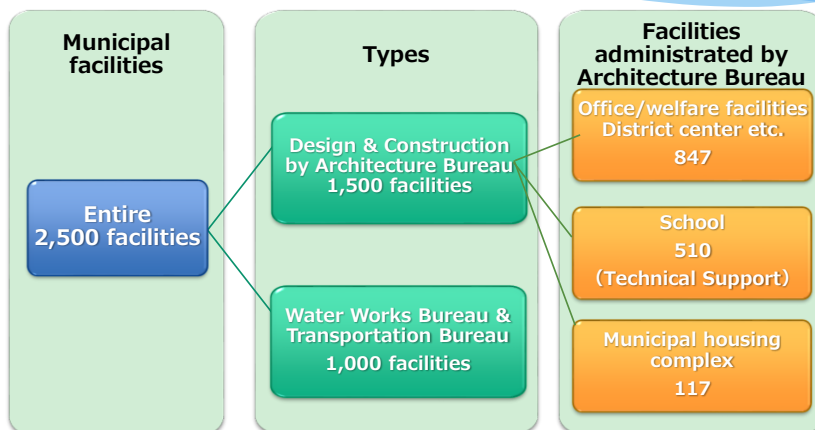 Municipal
facilities
Entire
2,500 facilities
Types
Design & Construction
by Architecture Bureau
1,500 facilities
Water Works Bureau &
Transportation Bureau
1,000 facilities
Facilities
administrated by
Architecture Bureau
Office/welfare facilities
District center etc.
847
School
510
(Technical Support)
Municipal housing
complex
117